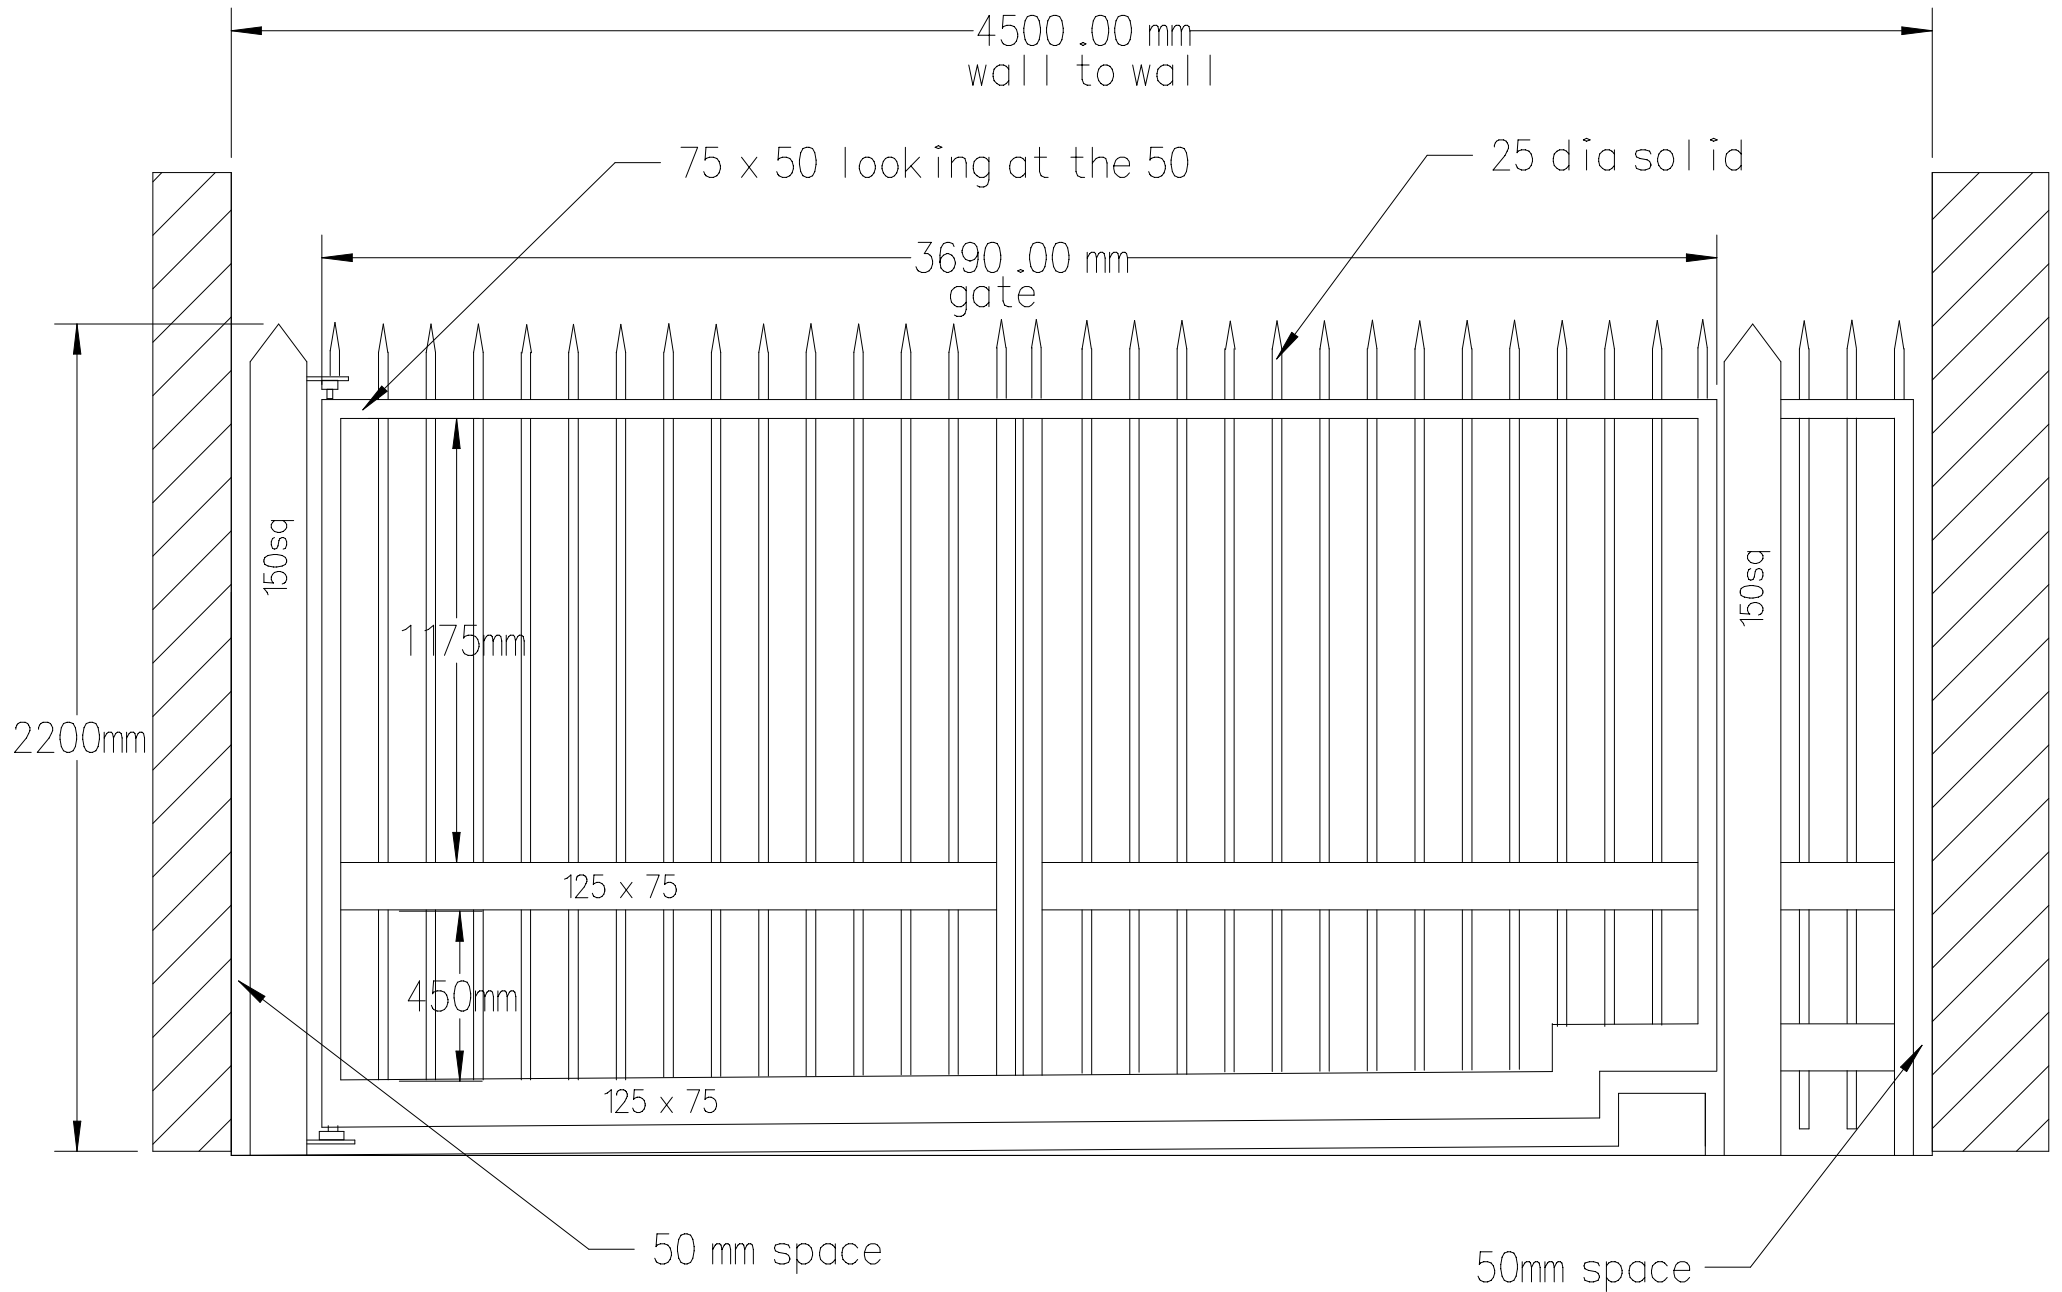 4500.00 mm
wall to wall
75 x 50 looking at the 50
25 dia solid
3690.00 mm
gate
150sq
150sq
1175mm
2200mm
125 x 75
450mm
125 x 75
50 mm space
50mm space